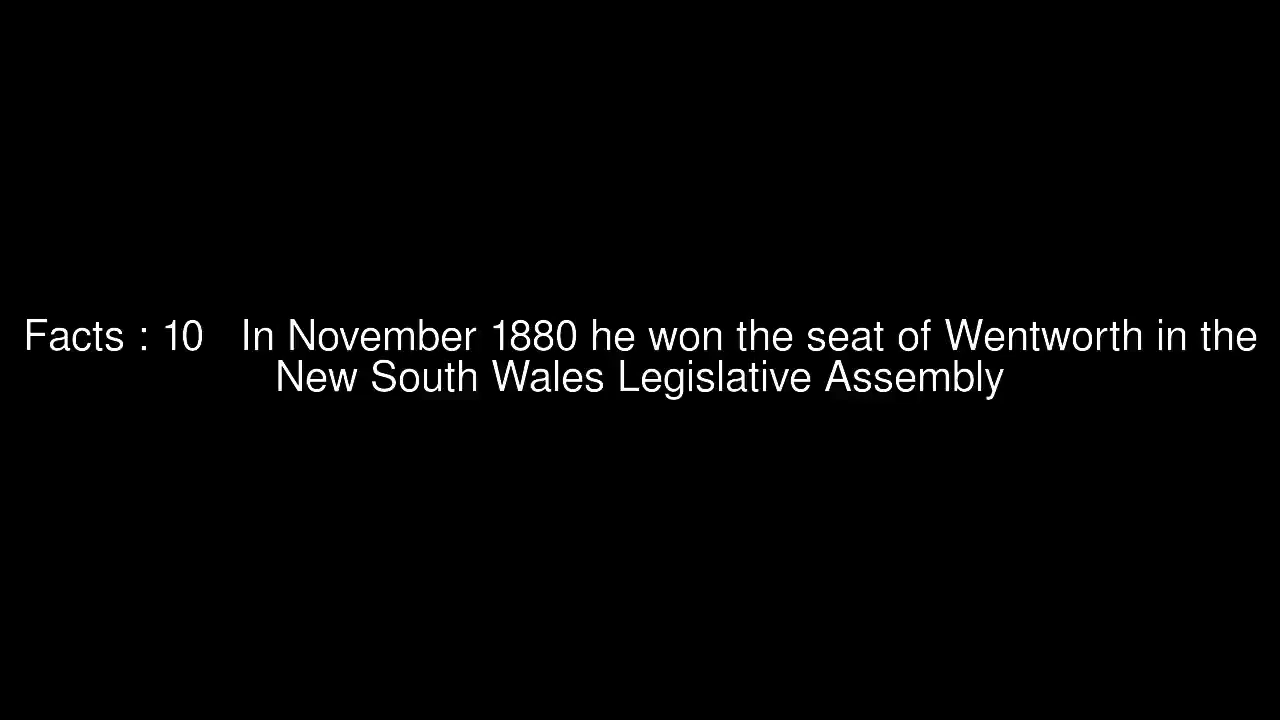 Facts : 10   In November 1880 he won the seat of Wentworth in the
New South Wales Legislative Assembly